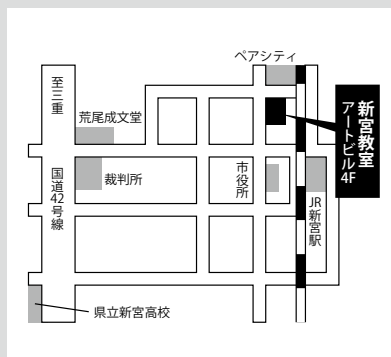 ペアシティ
至三重
荒尾成文堂
新宮教室
アートビル
4F
裁判所
市役所
国道42号線
JR新宮駅
県立新宮高校